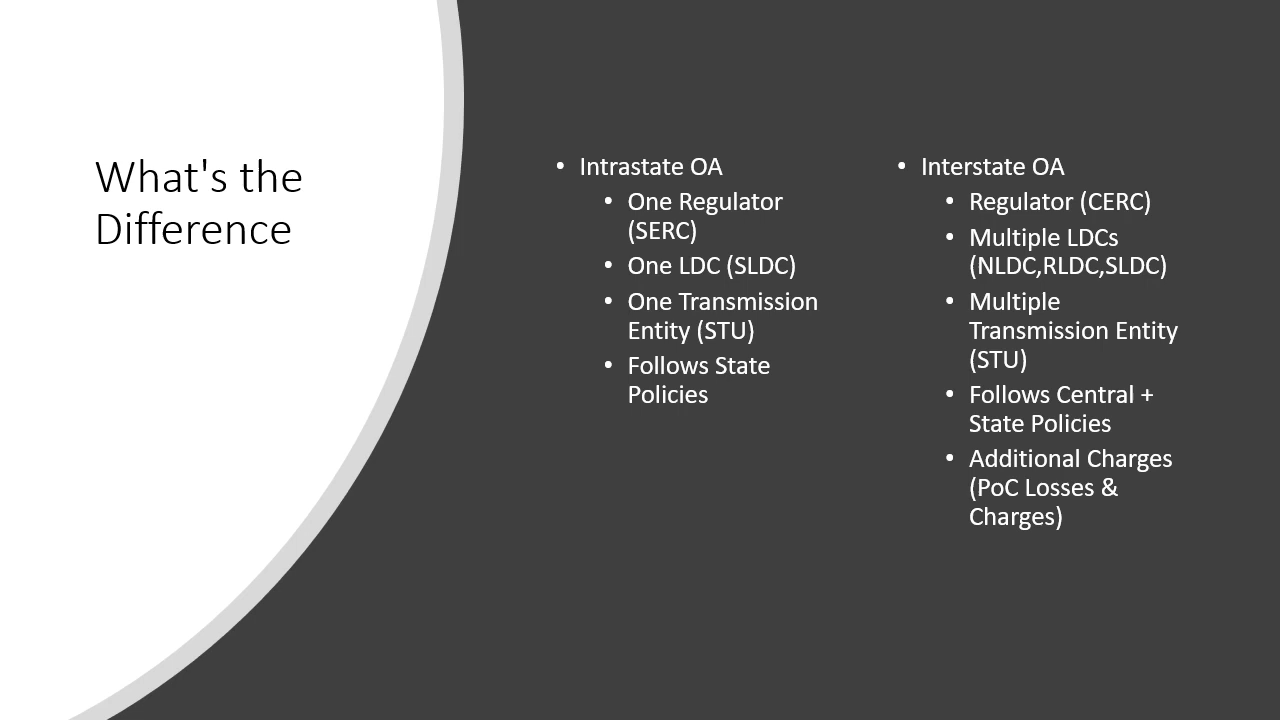 What's the
Difference
• Intrastate OA
• One Regulator
(SERC)
• One LDC (SLDC)
• One Transmission
Entity (STU)
• Follows State
Policies
• Interstate OA
• Regulator (CERC)
• Multiple LDCs
(NLDC,RLDC,SLDC)
• Multiple
Transmission Entity
(STU)
• Follows Central +
State Policies
• Additional Charges
(PoC Losses &
Charges)